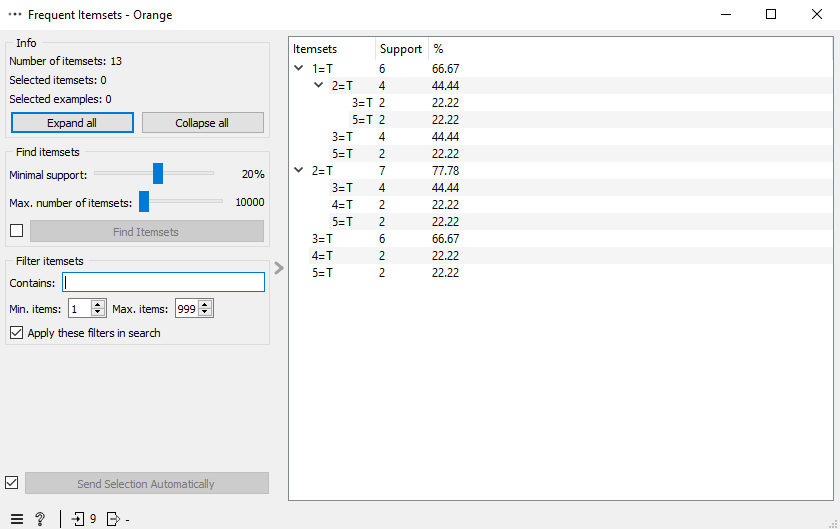 Frequent Itemsets - Orange
Info
Number of itemsets: 13
Selected itemsets: 0
Selected examples: 0
Expand all Collapse all
Find itemsets
Minimal support: 20%
Max. number of itemsets: 10000
Find Itemsets
Filter itemsets
Contains:
Min. items: 1 Max. items: 999
Apply these filters in search
Send Selection Automatically
? 9 -
Itemsets Support %
1=T 6 66.67
2=T 4 44.44
3=T 2 22.22
5=T 2 22.22
3=T 4 44.44
5=T 2 22.22
2=T 7 77.78
3=T 4 44.44
4=T 2 22.22
5=T 2 22.22
3=T 6 66.67
4=T 2 22.22
5=T 2 22.22